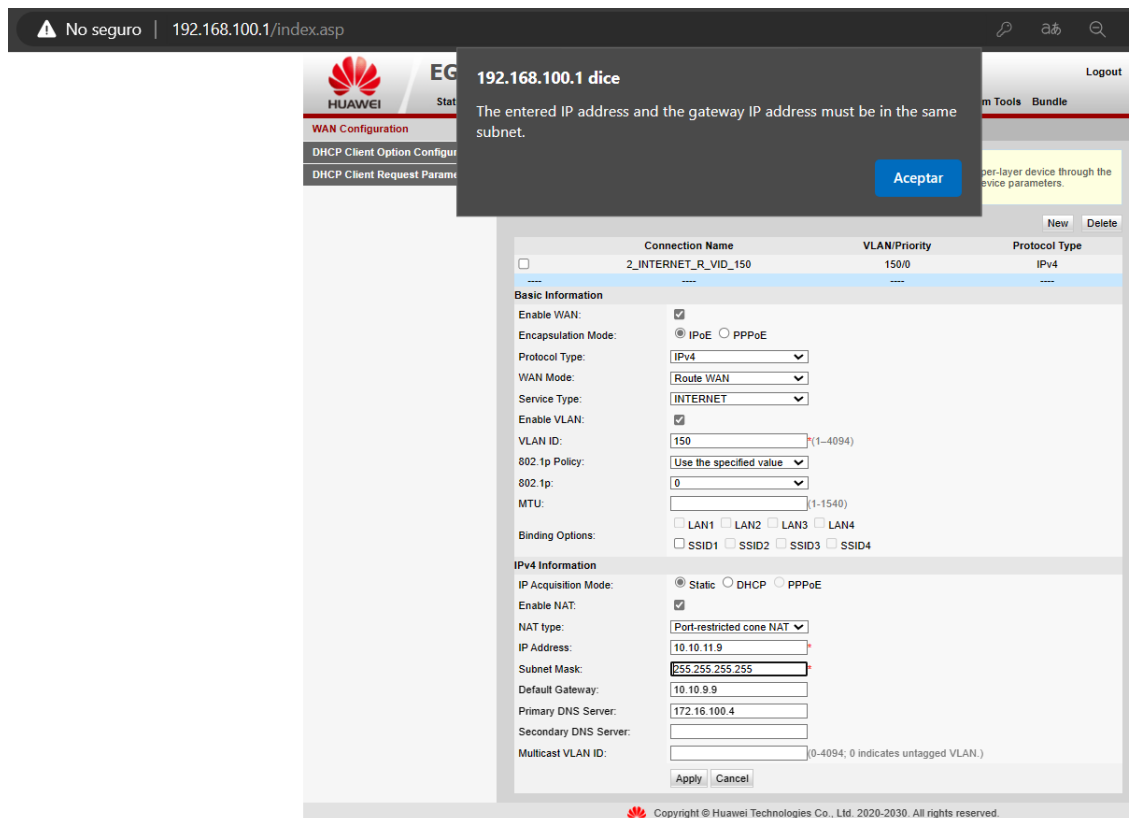 No seguro | 192.168.100.1/index.asp
HUAWEI
EG
Stat
192.168.100.1 dice
The entered IP address and the gateway IP address must be in the same
subnet.
Aceptar
Logout
m Tools Bundle
WAN Configuration
DHCP Client Option Configur
DHCP Client Request Parame
per-layer device through the
evice parameters.
New Delete
Connection Name VLAN/Priority Protocol Type
2_INTERNET_R_VID_150 150/0 IPv4
---- ---- ---- ----
Basic Information
Enable WAN:
Encapsulation Mode: IPoE PPPoE
Protocol Type: IPv4
WAN Mode: Route WAN
Service Type: INTERNET
Enable VLAN:
VLAN ID: 150 *(1–4094)
802.1p Policy: Use the specified value
802.1p: 0
MTU: (1-1540)
Binding Options: LAN1 LAN2 LAN3 LAN4
SSID1 SSID2 SSID3 SSID4
IPv4 Information
IP Acquisition Mode: Static DHCP PPPoE
Enable NAT:
NAT type: Port-restricted cone NAT
IP Address: 10.10.11.9 *
Subnet Mask: 255.255.255.255 *
Default Gateway: 10.10.9.9
Primary DNS Server: 172.16.100.4
Secondary DNS Server:
Multicast VLAN ID: (0-4094; 0 indicates untagged VLAN.)
Apply Cancel
Copyright © Huawei Technologies Co., Ltd. 2020-2030. All rights reserved.